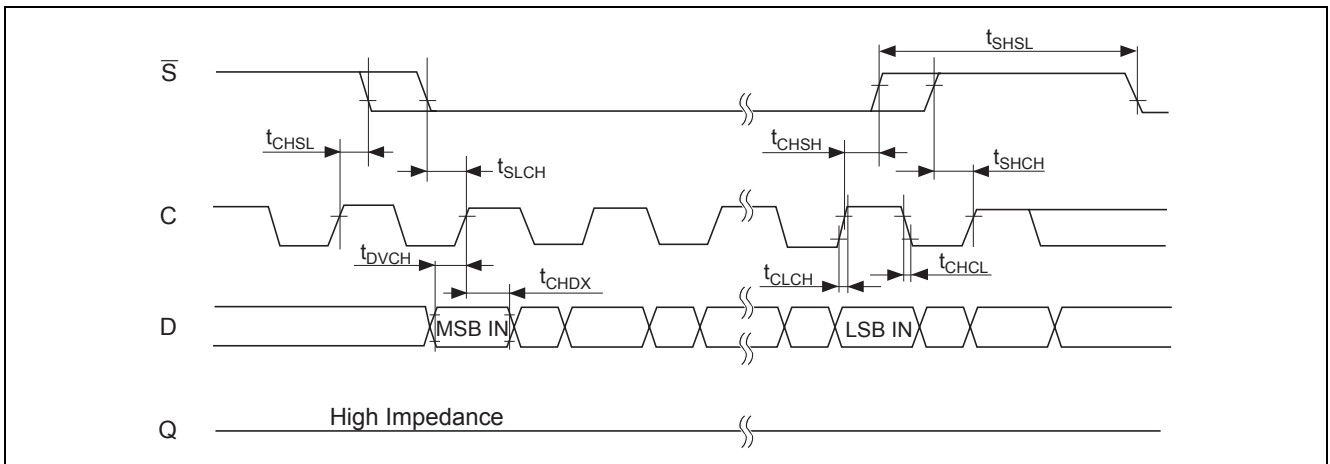 tSHSL
S̅
tCHSL
tSLCH
tCHSH
tSHCH
C
tDVCH
tCHDX
tCLCH
tCHCL
D
MSB IN
LSB IN
Q
High Impedance